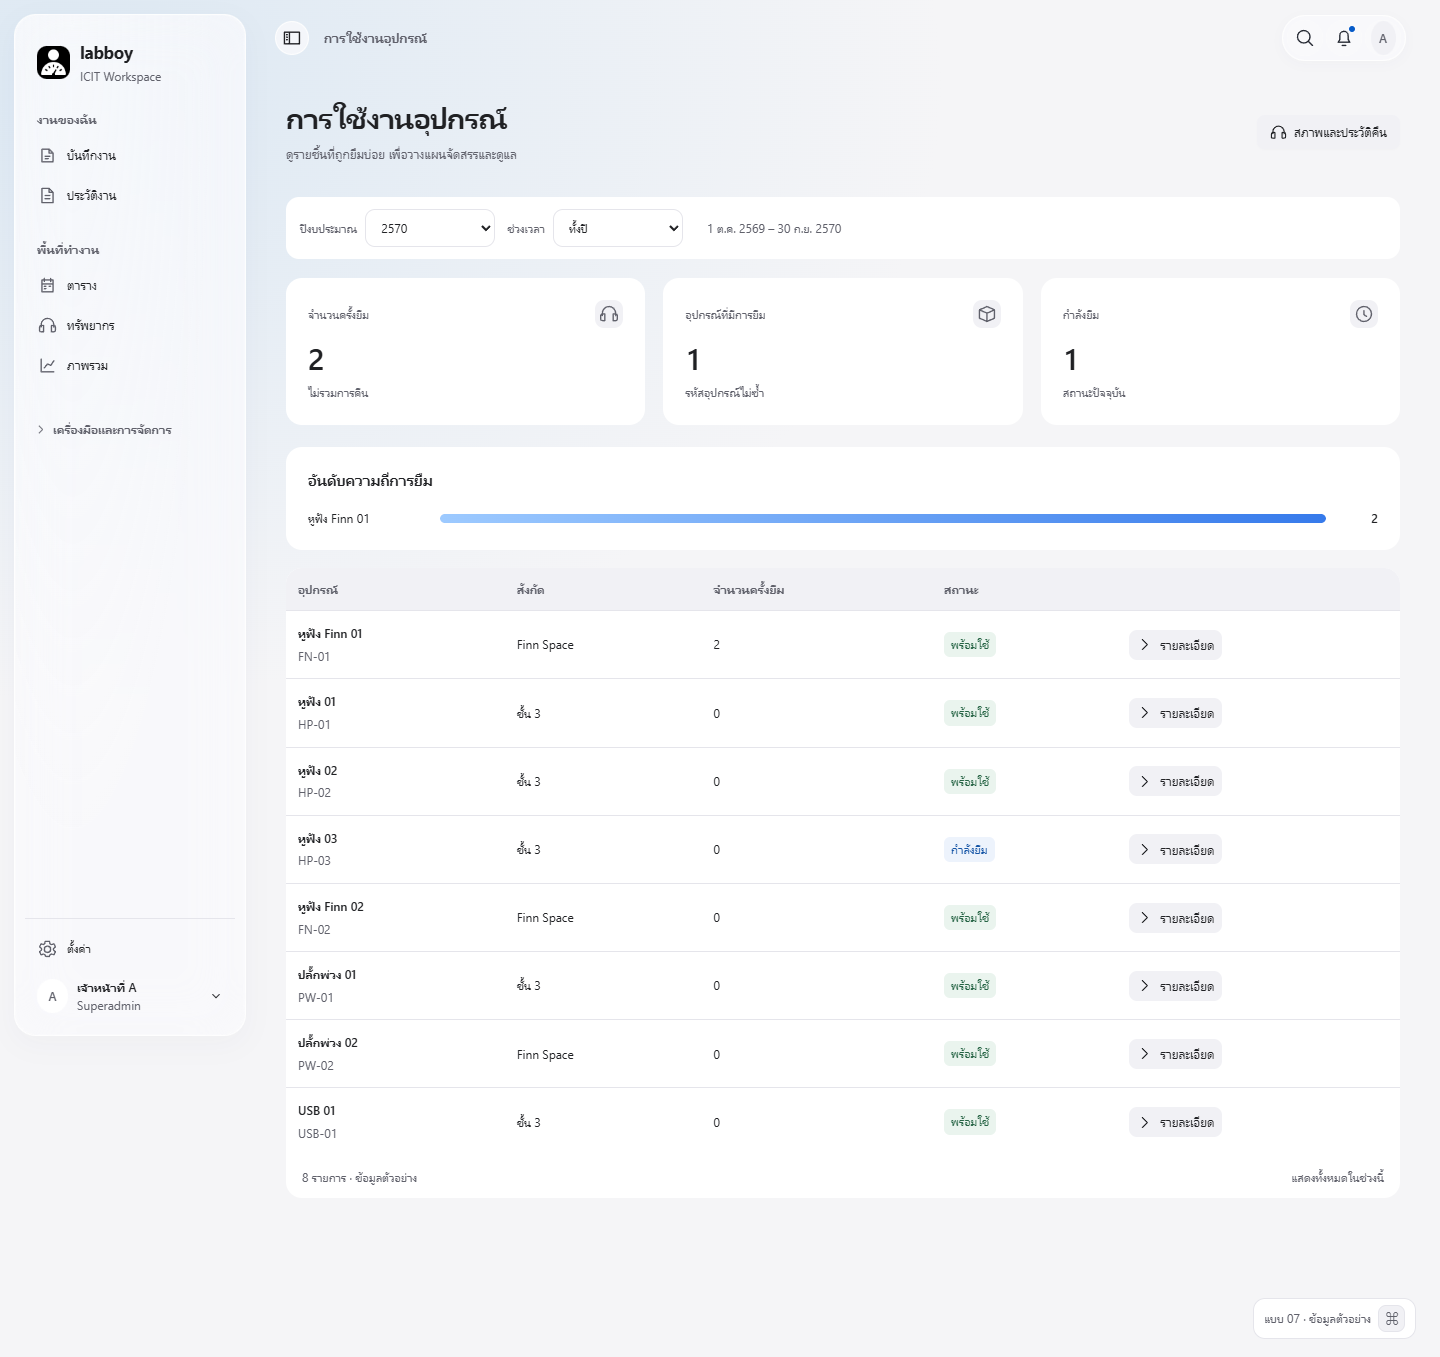 labboy
ICIT Workspace
งานของฉัน
บันทึกงาน
ประวัติงาน
พื้นที่ทำงาน
ตาราง
ทรัพยากร
ภาพรวม
เครื่องมือและการจัดการ
ตั้งค่า
A
เจ้าหน้าที่ A
Superadmin
การใช้งานอุปกรณ์
A
การใช้งานอุปกรณ์
ดูรายชิ้นที่ถูกยืมบ่อย เพื่อวางแผนจัดสรรและดูแล
สภาพและประวัติคืน
ปีงบประมาณ 2570 ช่วงเวลา ทั้งปี 1 ต.ค. 2569 – 30 ก.ย. 2570
จำนวนครั้งยืม
2
ไม่รวมการคืน
อุปกรณ์ที่มีการยืม
1
รหัสอุปกรณ์ไม่ซ้ำ
กำลังยืม
1
สถานะปัจจุบัน
อันดับความถี่การยืม
หูฟัง Finn 01 2
อุปกรณ์ สังกัด จำนวนครั้งยืม สถานะ
หูฟัง Finn 01
FN-01
Finn Space 2 พร้อมใช้ รายละเอียด
หูฟัง 01
HP-01
ชั้น 3 0 พร้อมใช้ รายละเอียด
หูฟัง 02
HP-02
ชั้น 3 0 พร้อมใช้ รายละเอียด
หูฟัง 03
HP-03
ชั้น 3 0 กำลังยืม รายละเอียด
หูฟัง Finn 02
FN-02
Finn Space 0 พร้อมใช้ รายละเอียด
ปลั๊กพ่วง 01
PW-01
ชั้น 3 0 พร้อมใช้ รายละเอียด
ปลั๊กพ่วง 02
PW-02
Finn Space 0 พร้อมใช้ รายละเอียด
USB 01
USB-01
ชั้น 3 0 พร้อมใช้ รายละเอียด
8 รายการ · ข้อมูลตัวอย่าง แสดงทั้งหมดในช่วงนี้
แบบ 07 · ข้อมูลตัวอย่าง ⌘